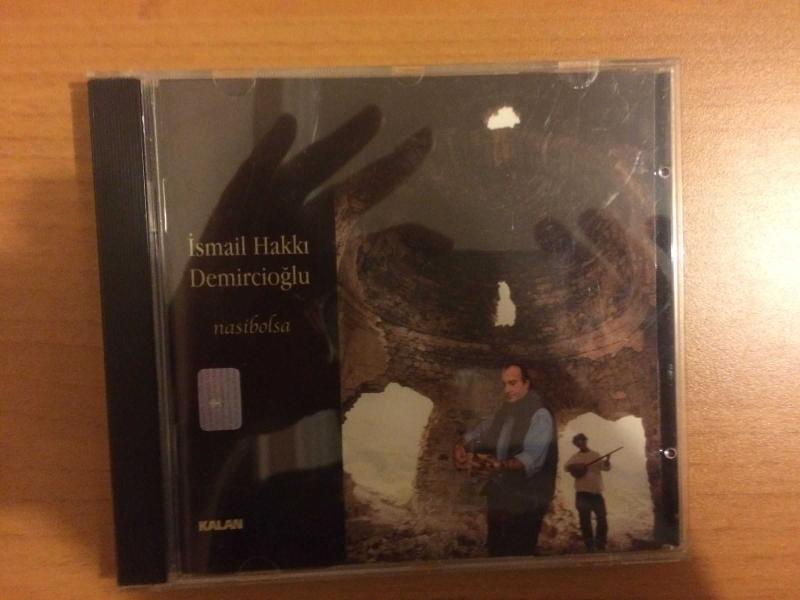 İsmail Hakkı
Demircioğlu
nasibolsa
KALAN